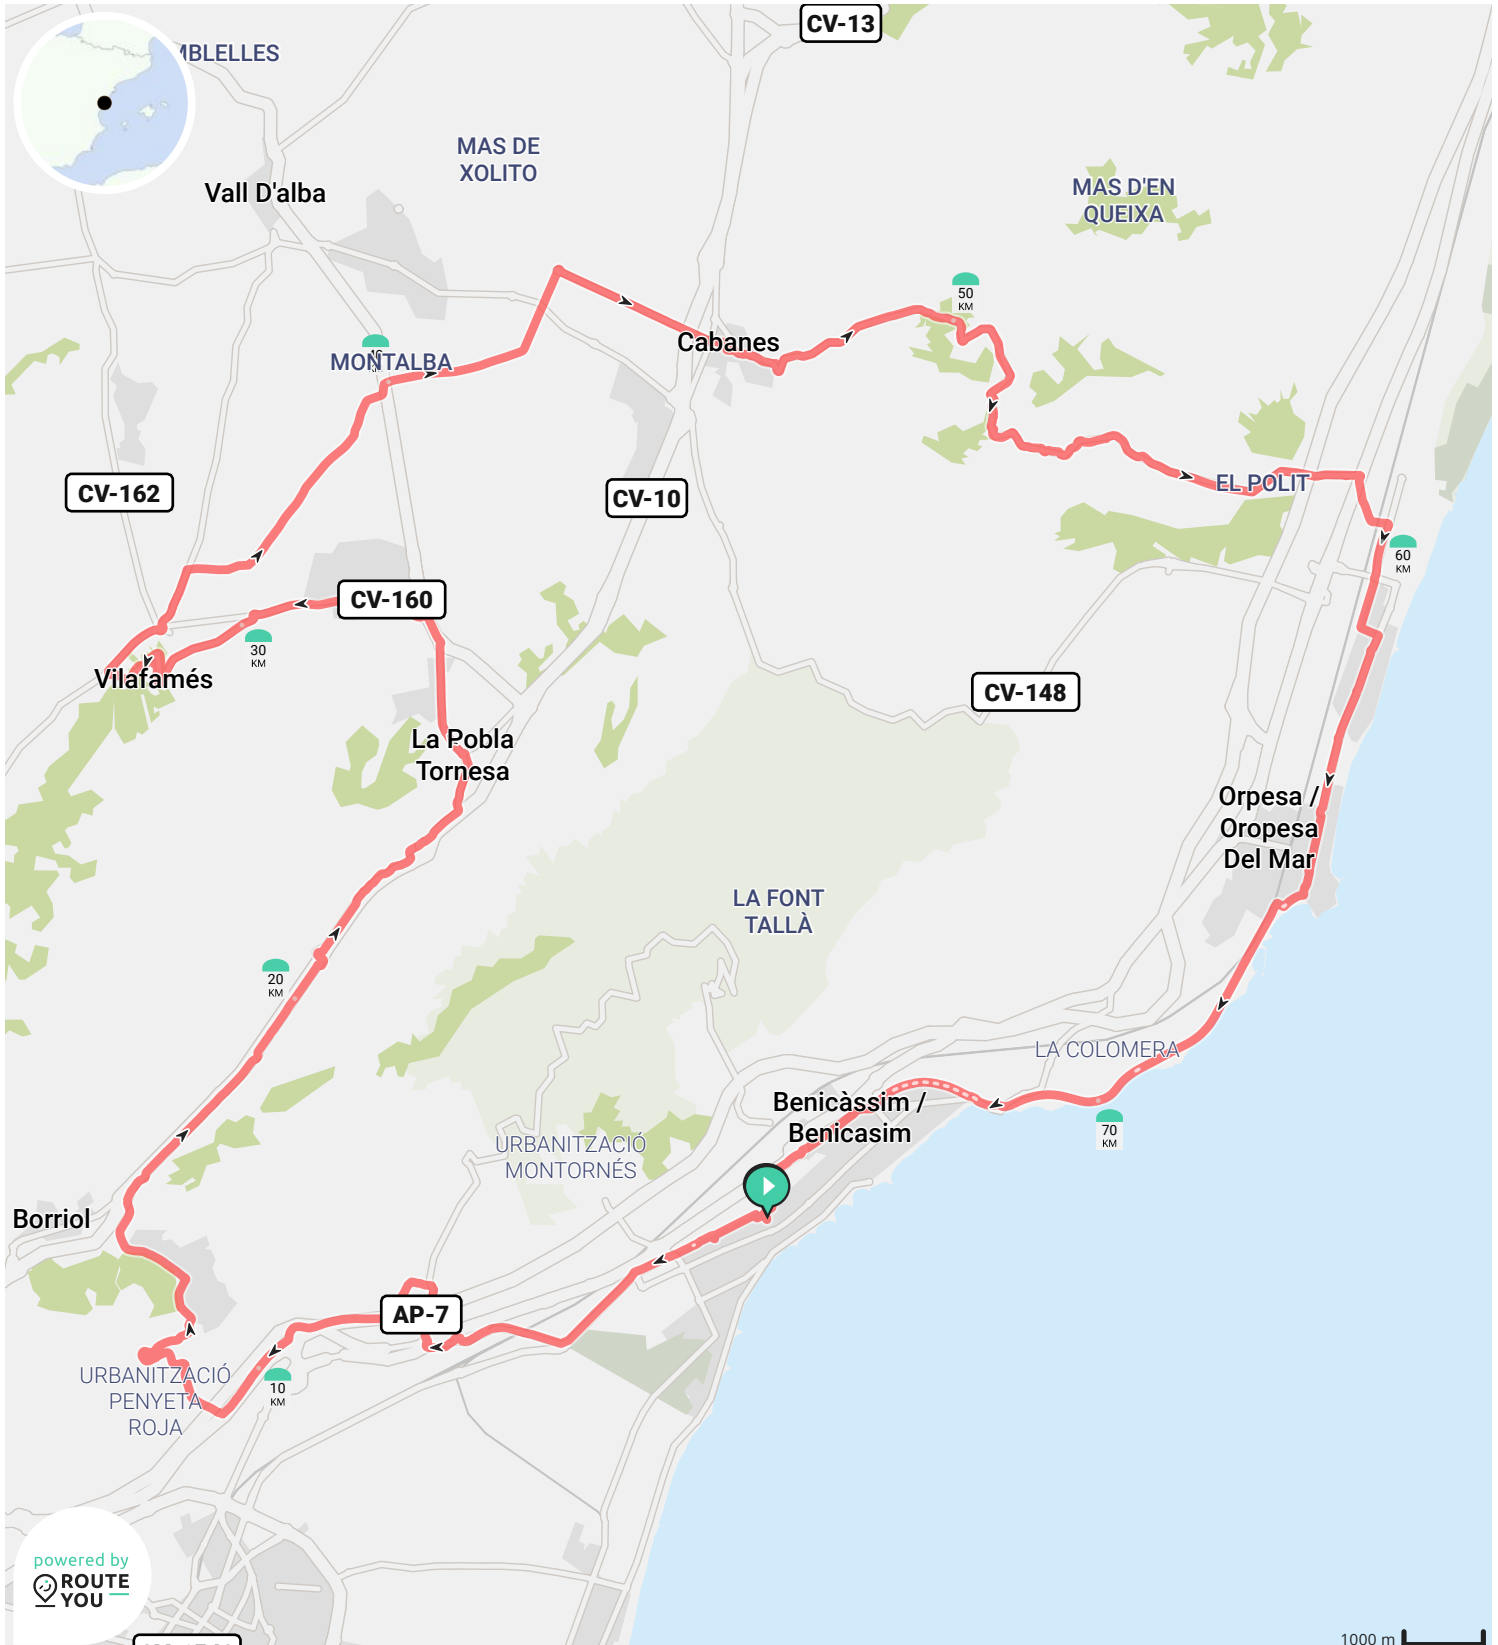 CV-13
MBLELLES
MAS DE
XOLITO
Vall D'alba
MAS D'EN
QUEIXA
50
KM
Cabanes
MONTALBA
CV-162
CV-10
EL POLIT
60
KM
CV-160
30
KM
Vilafamés
CV-148
La Pobla
Tornesa
Orpesa /
Oropesa
Del Mar
LA FONT
TALLÀ
20
KM
LA COLOMERA
Benicàssim /
Benicasim
70
KM
URBANITZACIÓ
MONTORNÉS
Borriol
AP-7
URBANITZACIÓ
PENYETA
ROJA
10
KM
powered by
ROUTE
YOU
1000 m